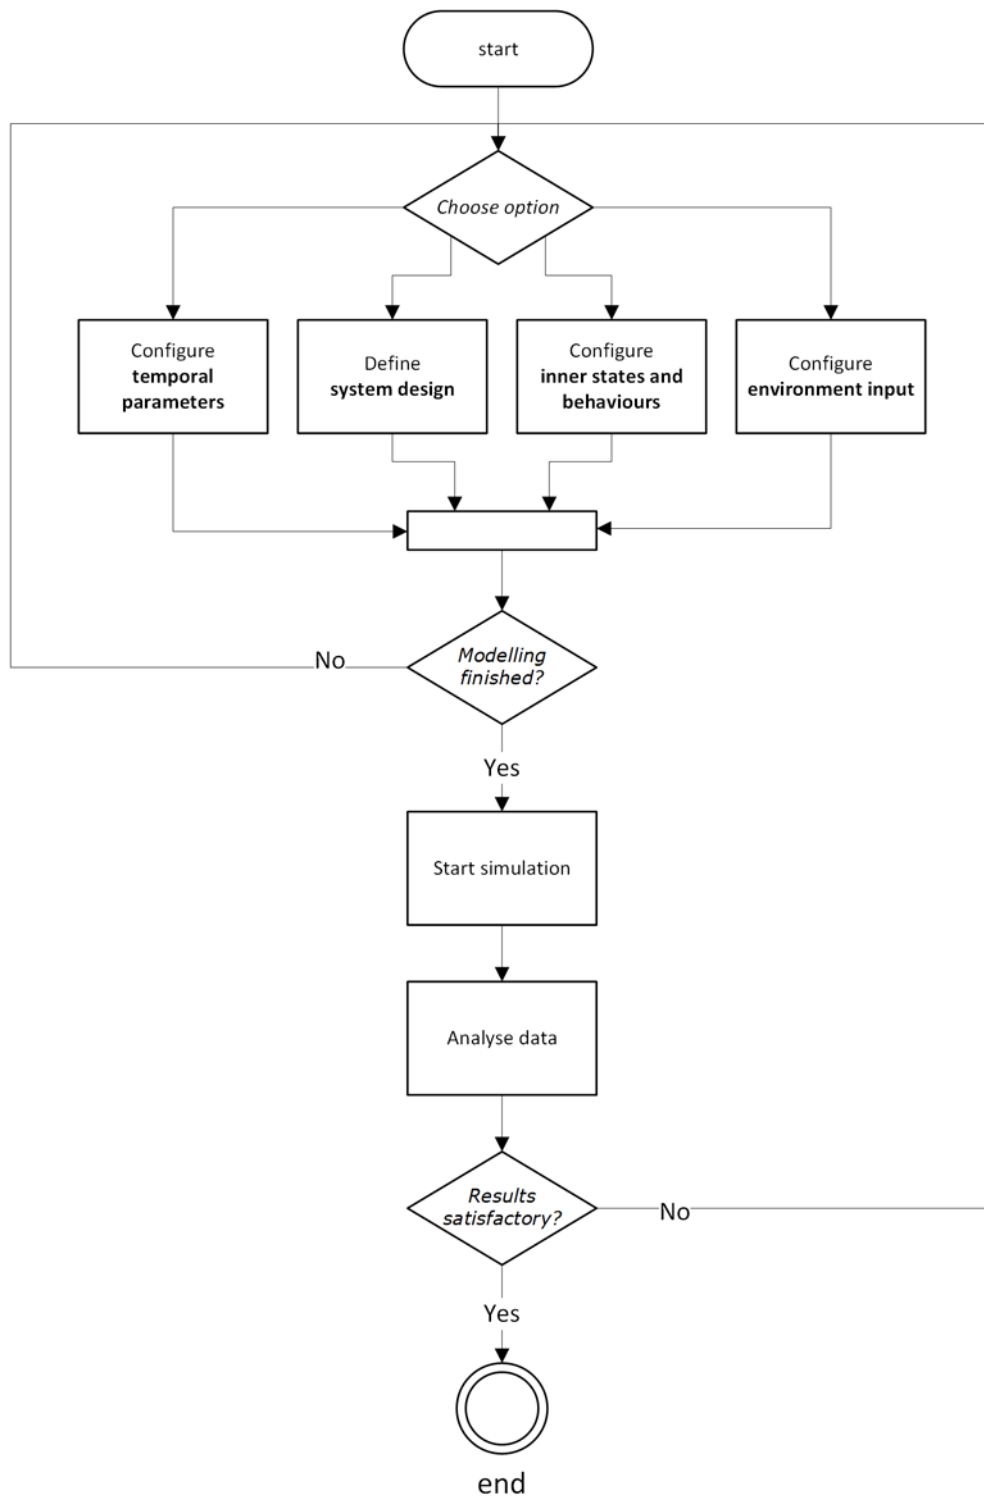 start
Choose option
Configure
temporal
parameters
Define
system design
Configure
inner states and
behaviours
Configure
environment input
Modelling
finished?
No
Yes
Start simulation
Analyse data
Results
satisfactory?
No
Yes
end